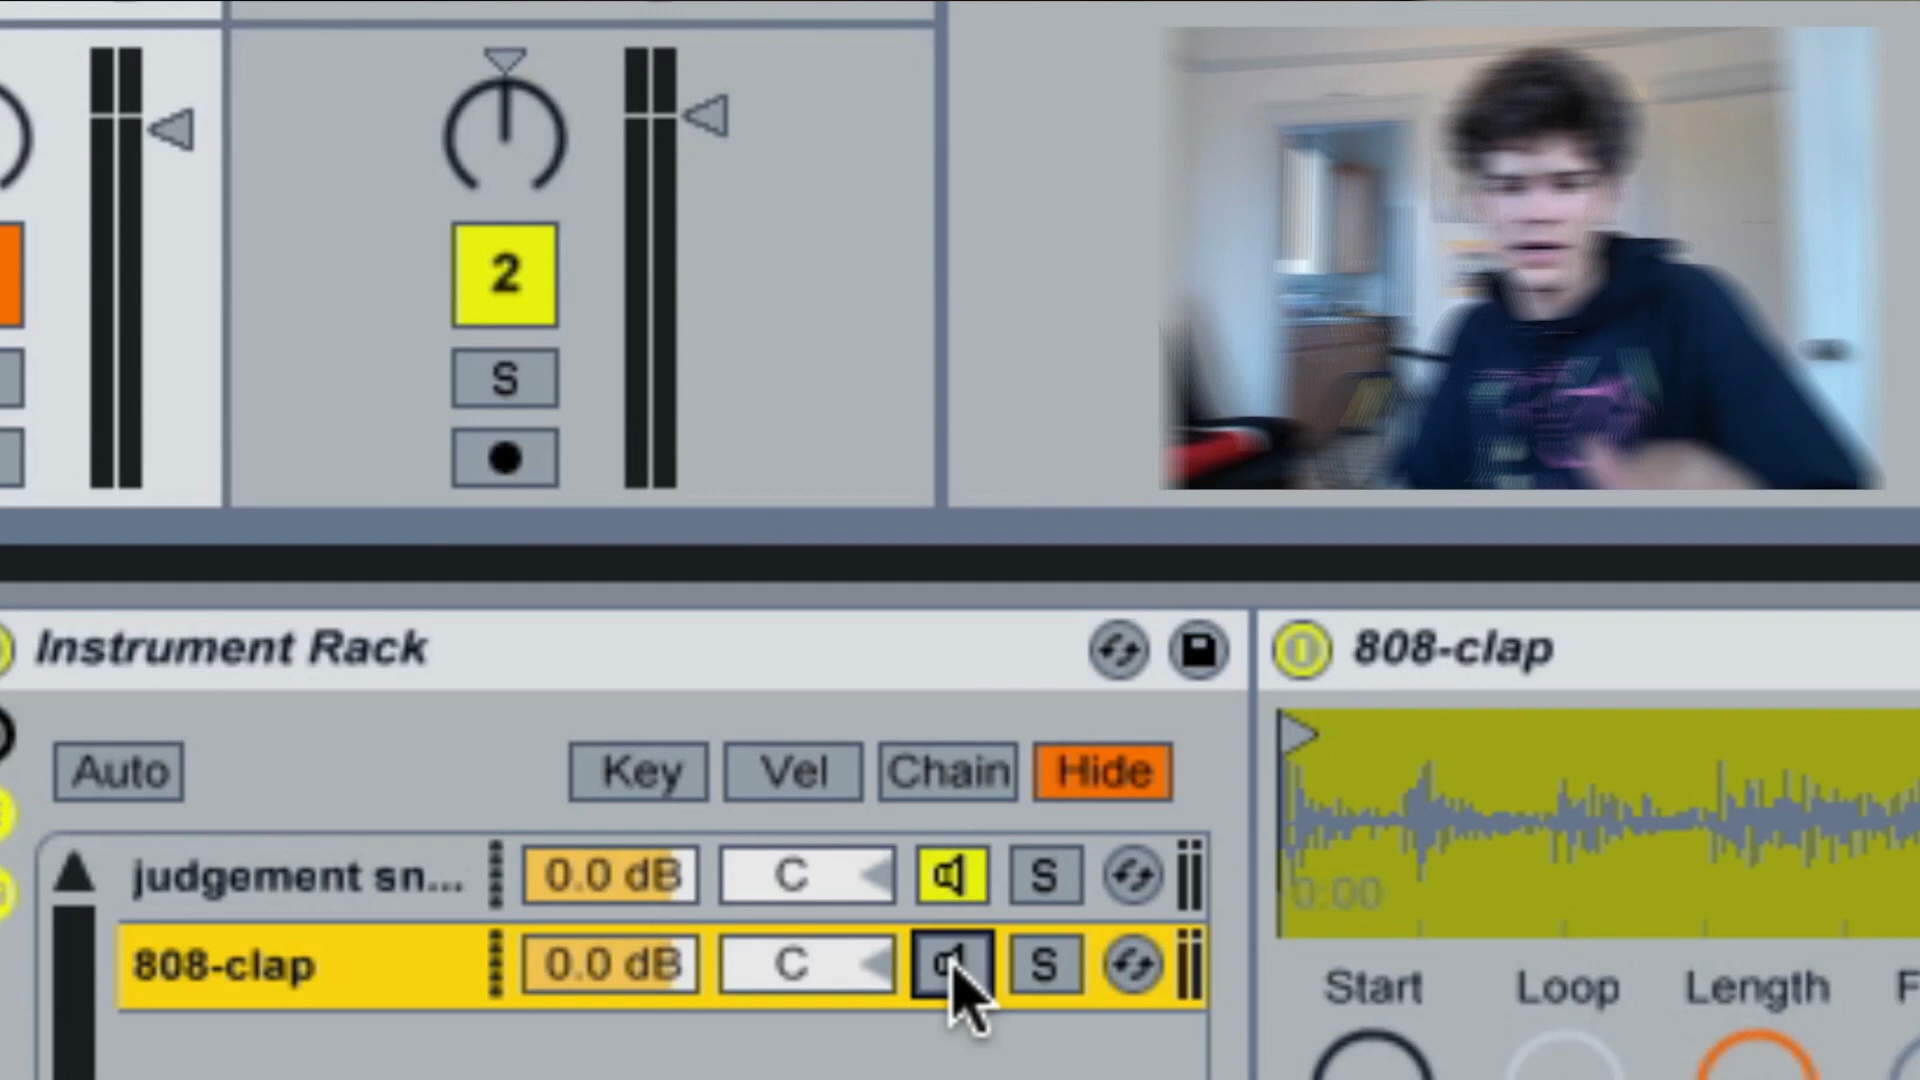 2
S
Instrument Rack
808-clap
Auto
Key
Vel
Chain
Hide
judgement sn...
0.0 dB
C
S
808-clap
0.0 dB
C
S
0:00
Start
Loop
Length
F